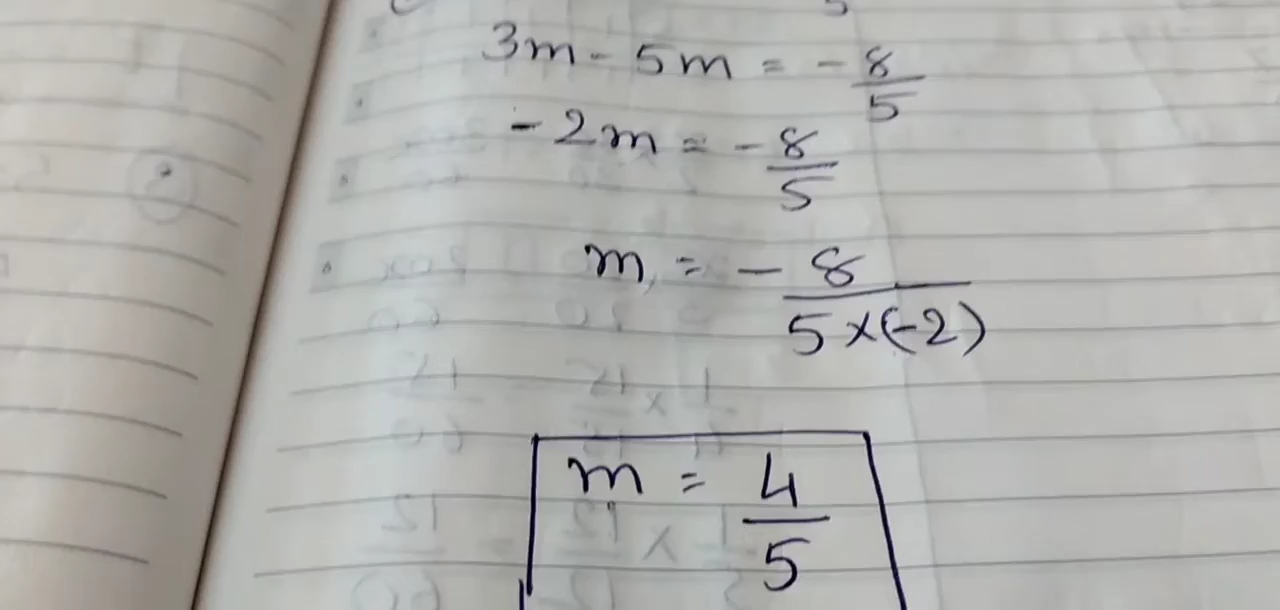 3m - 5m = - 8/5
- 2m = - 8/5
m = - 8/5×(-2)
m = 4/5